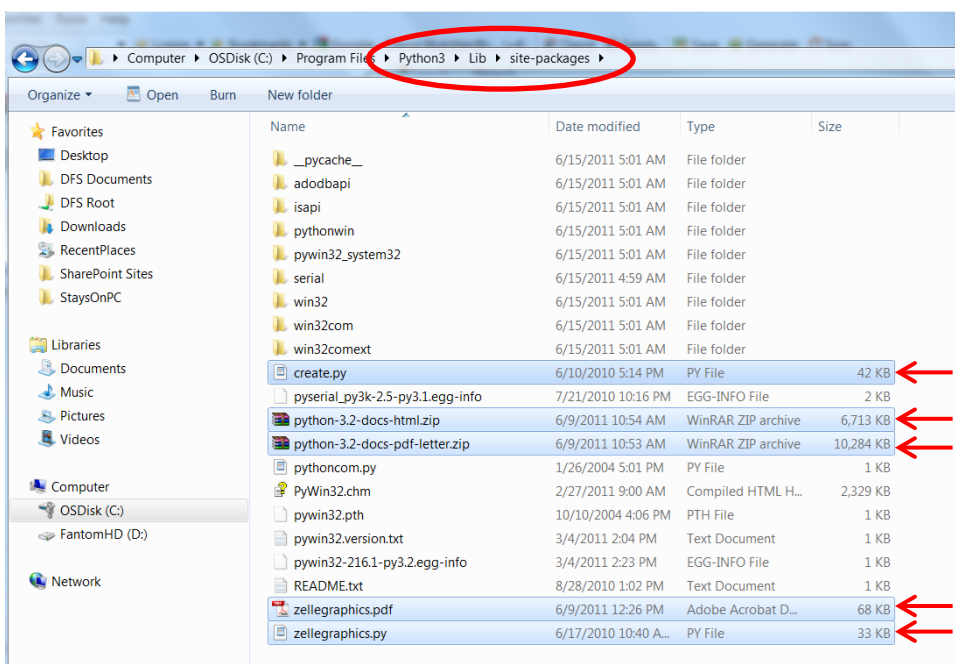 Computer OSDisk (C:) Program Files Python3 Lib site-packages
Organize Open Burn New folder
Favorites
Desktop
DFS Documents
DFS Root
Downloads
RecentPlaces
SharePoint Sites
StaysOnPC
Libraries
Documents
Music
Pictures
Videos
Computer
OSDisk (C:)
FantomHD (D:)
Network
Name Date modified Type Size
__pycache__ 6/15/2011 5:01 AM File folder
adodbapi 6/15/2011 5:01 AM File folder
isapi 6/15/2011 5:01 AM File folder
pythonwin 6/15/2011 5:01 AM File folder
pywin32_system32 6/15/2011 5:01 AM File folder
serial 6/15/2011 4:59 AM File folder
win32 6/15/2011 5:01 AM File folder
win32com 6/15/2011 5:01 AM File folder
win32comext 6/15/2011 5:01 AM File folder
create.py 6/10/2010 5:14 PM PY File 42 KB
pyserial_py3k-2.5-py3.1.egg-info 7/21/2010 10:16 PM EGG-INFO File 2 KB
python-3.2-docs-html.zip 6/9/2011 10:54 AM WinRAR ZIP archive 6,713 KB
python-3.2-docs-pdf-letter.zip 6/9/2011 10:53 AM WinRAR ZIP archive 10,284 KB
pythoncom.py 1/26/2004 5:01 PM PY File 1 KB
PyWin32.chm 2/27/2011 9:00 AM Compiled HTML H... 2,329 KB
pywin32.pth 10/10/2004 4:06 PM PTH File 1 KB
pywin32.version.txt 3/4/2011 2:04 PM Text Document 1 KB
pywin32-216.1-py3.2.egg-info 3/4/2011 2:23 PM EGG-INFO File 1 KB
README.txt 8/28/2010 1:02 PM Text Document 1 KB
zellegraphics.pdf 6/9/2011 12:26 PM Adobe Acrobat D... 68 KB
zellegraphics.py 6/17/2010 10:40 A... PY File 33 KB